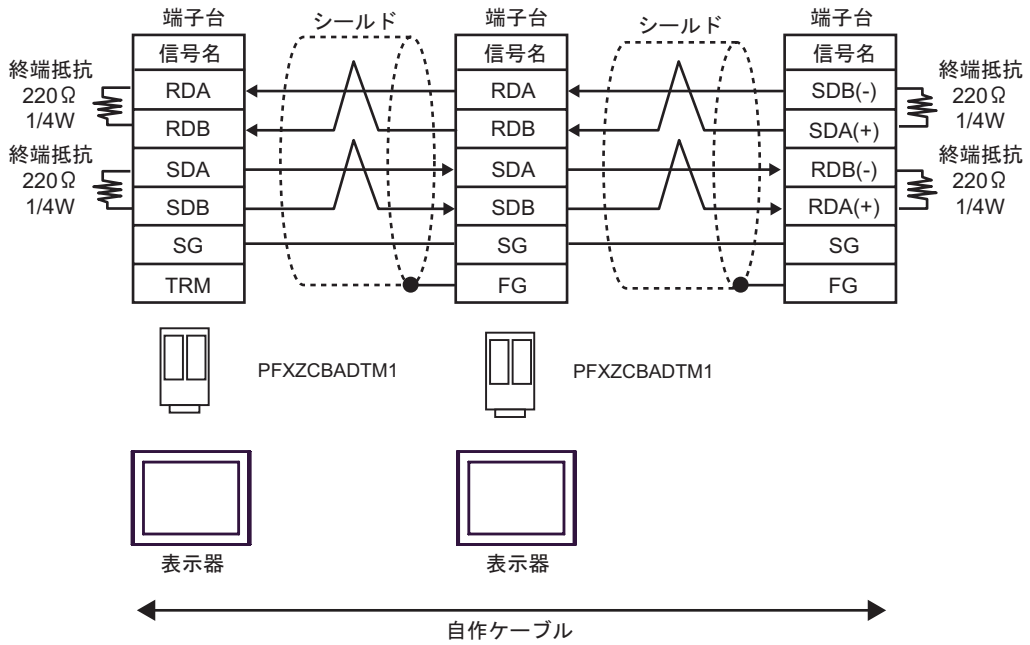 端子台
シールド
端子台
シールド
端子台
信号名
信号名
信号名
終端抵抗
220Ω
1/4W
RDA
RDA
SDB(-)
終端抵抗
220Ω
1/4W
RDB
RDB
SDA(+)
終端抵抗
220Ω
1/4W
SDA
SDA
RDB(-)
終端抵抗
220Ω
1/4W
SDB
SDB
RDA(+)
SG
SG
SG
TRM
FG
FG
PFXZCBADTM1
PFXZCBADTM1
表示器
表示器
自作ケーブル